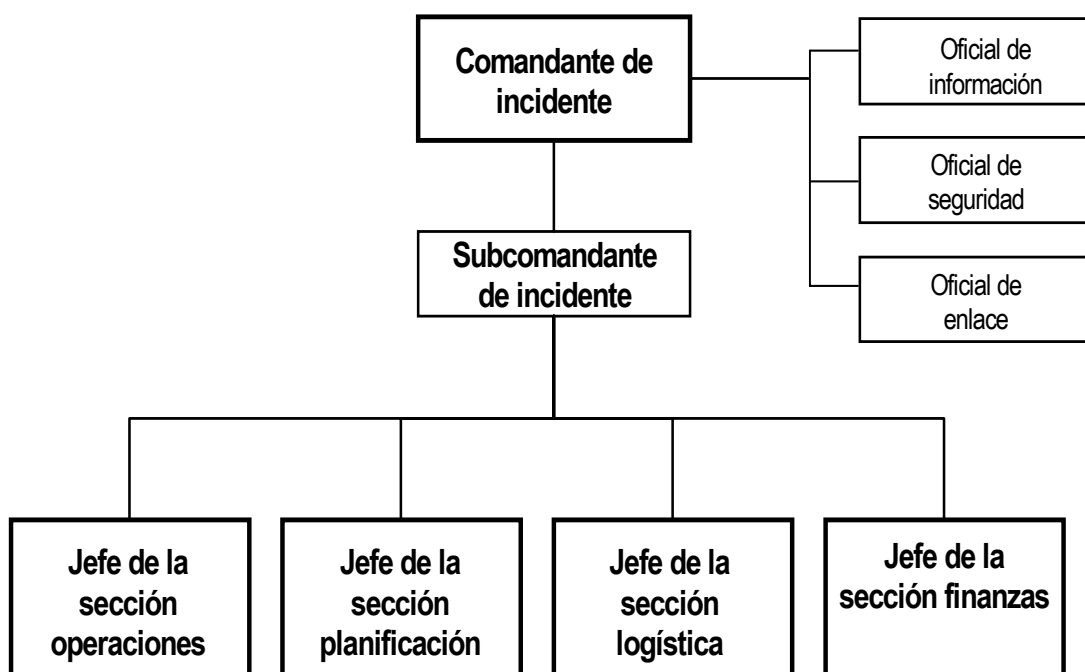 Comandante de
incidente
Oficial de
información
Oficial de
seguridad
Oficial de
enlace
Subcomandante
de incidente
Jefe de la
sección
operaciones
Jefe de la
sección
planificación
Jefe de la
sección
logística
Jefe de la
sección finanzas